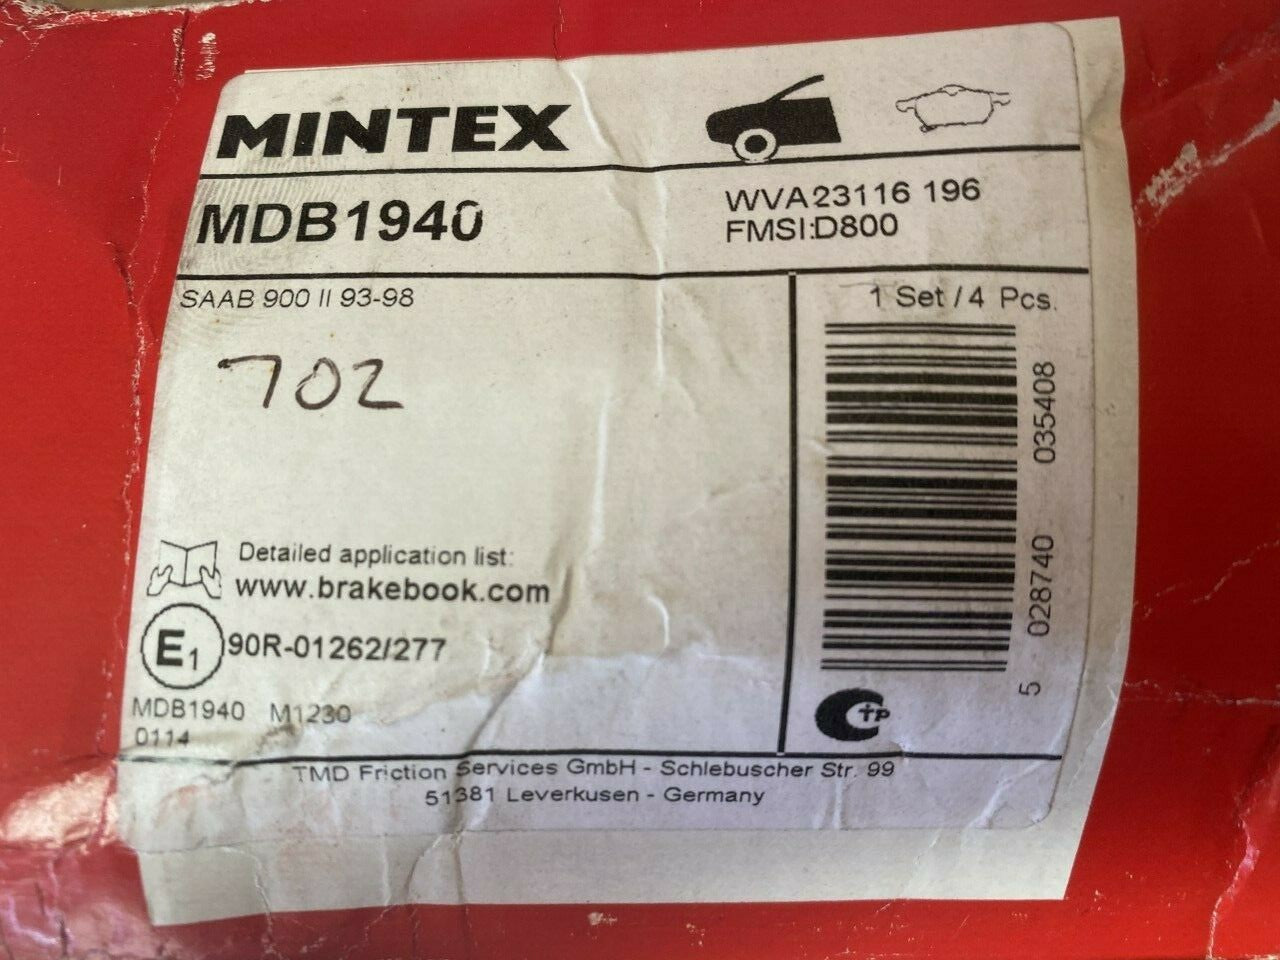 MINTEX
MDB1940
WVA23116 196
FMSI:D800
SAAB 900 II 93-98
1 Set / 4 Pcs.
702
5 028740 035408
Detailed application list:
www.brakebook.com
E1 90R-01262/277
MDB1940 M1230
0114
CTP
TMD Friction Services GmbH - Schlebuscher Str. 99
51381 Leverkusen - Germany